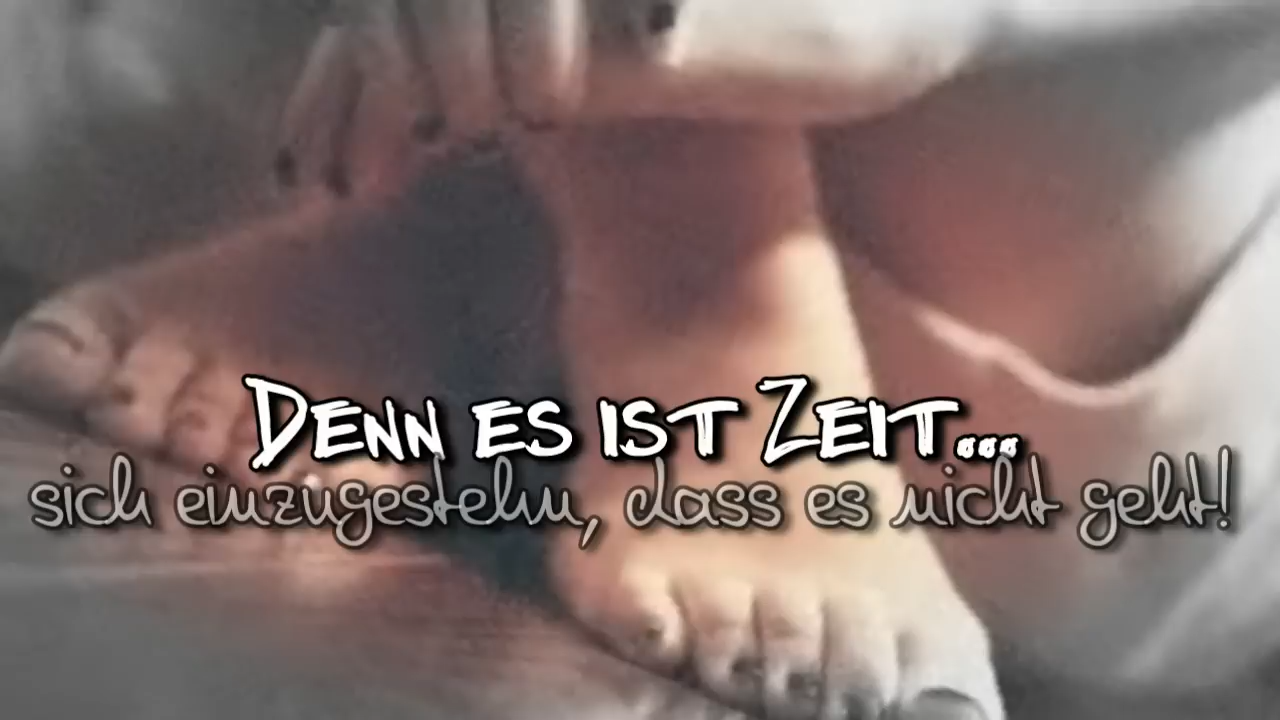 Denn es ist Zeit...
sich einzugestehn, dass es nicht geht!